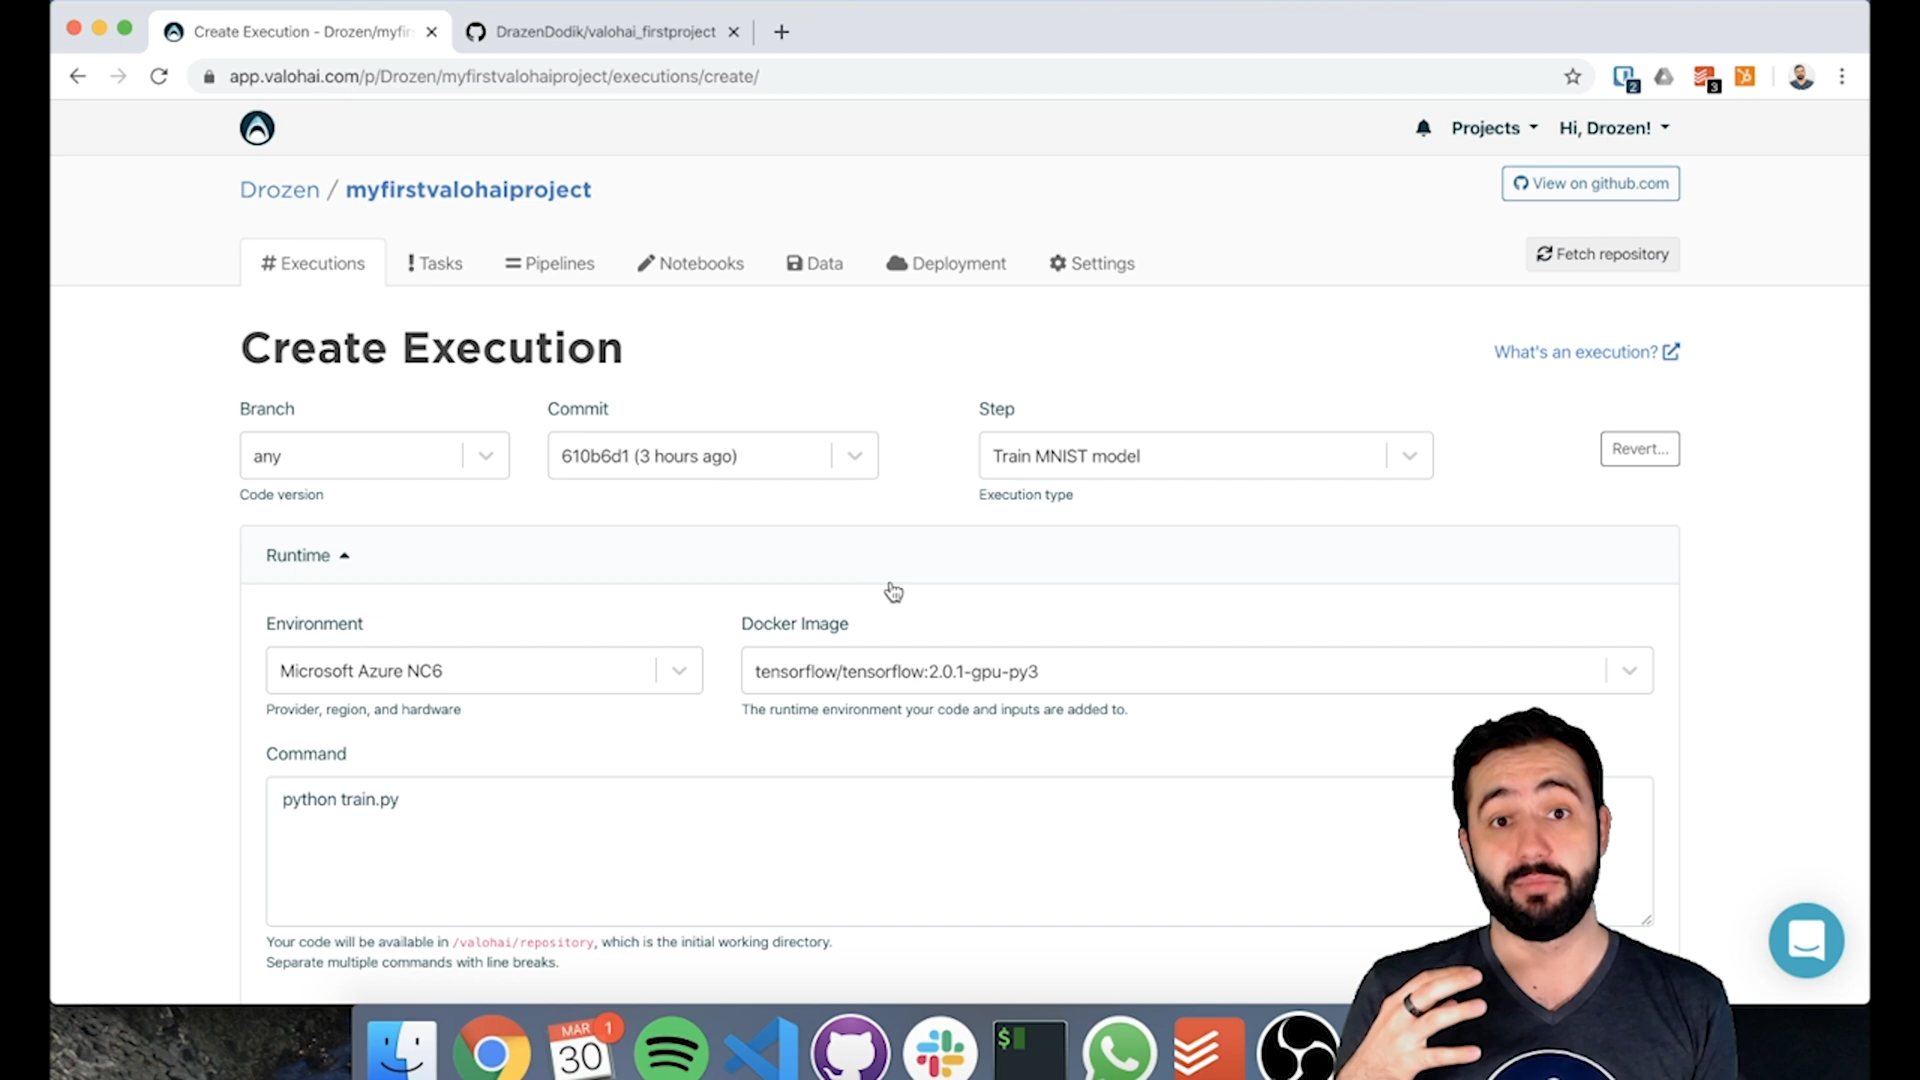 Create Execution - Drozen/myfir
DrazenDodik/valohai_firstproject
app.valohai.com/p/Drozen/myfirstvalohaiproject/executions/create/
2
3
Projects
Hi, Drozen!
Drozen / myfirstvalohaiproject
View on github.com
Executions
Tasks
Pipelines
Notebooks
Data
Deployment
Settings
Fetch repository
Create Execution
What's an execution?
Branch
Commit
Step
any
610b6d1 (3 hours ago)
Train MNIST model
Revert...
Code version
Execution type
Runtime
Environment
Docker Image
Microsoft Azure NC6
tensorflow/tensorflow:2.0.1-gpu-py3
Provider, region, and hardware
The runtime environment your code and inputs are added to.
Command
python train.py
Your code will be available in /valohai/repository, which is the initial working directory.
Separate multiple commands with line breaks.
MAR
1
30
$